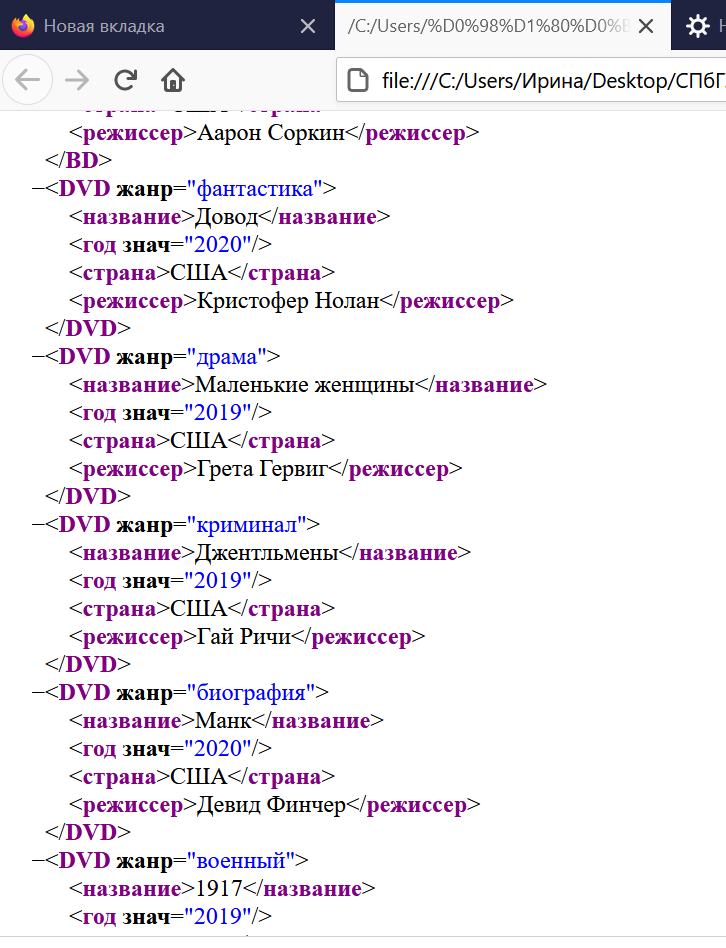 Новая вкладка
/C:/Users/%D0%98%D1%80%D0%B
file:///C:/Users/Ирина/Desktop/СПбГ
<режиссер>Аарон Соркин</режиссер>
</BD>
–<DVD жанр="фантастика">
<название>Довод</название>
<год знач="2020"/>
<страна>США</страна>
<режиссер>Кристофер Нолан</режиссер>
</DVD>
–<DVD жанр="драма">
<название>Маленькие женщины</название>
<год знач="2019"/>
<страна>США</страна>
<режиссер>Грета Гервиг</режиссер>
</DVD>
–<DVD жанр="криминал">
<название>Джентльмены</название>
<год знач="2019"/>
<страна>США</страна>
<режиссер>Гай Ричи</режиссер>
</DVD>
–<DVD жанр="биография">
<название>Манк</название>
<год знач="2020"/>
<страна>США</страна>
<режиссер>Девид Финчер</режиссер>
</DVD>
–<DVD жанр="военный">
<название>1917</название>
<год знач="2019"/>